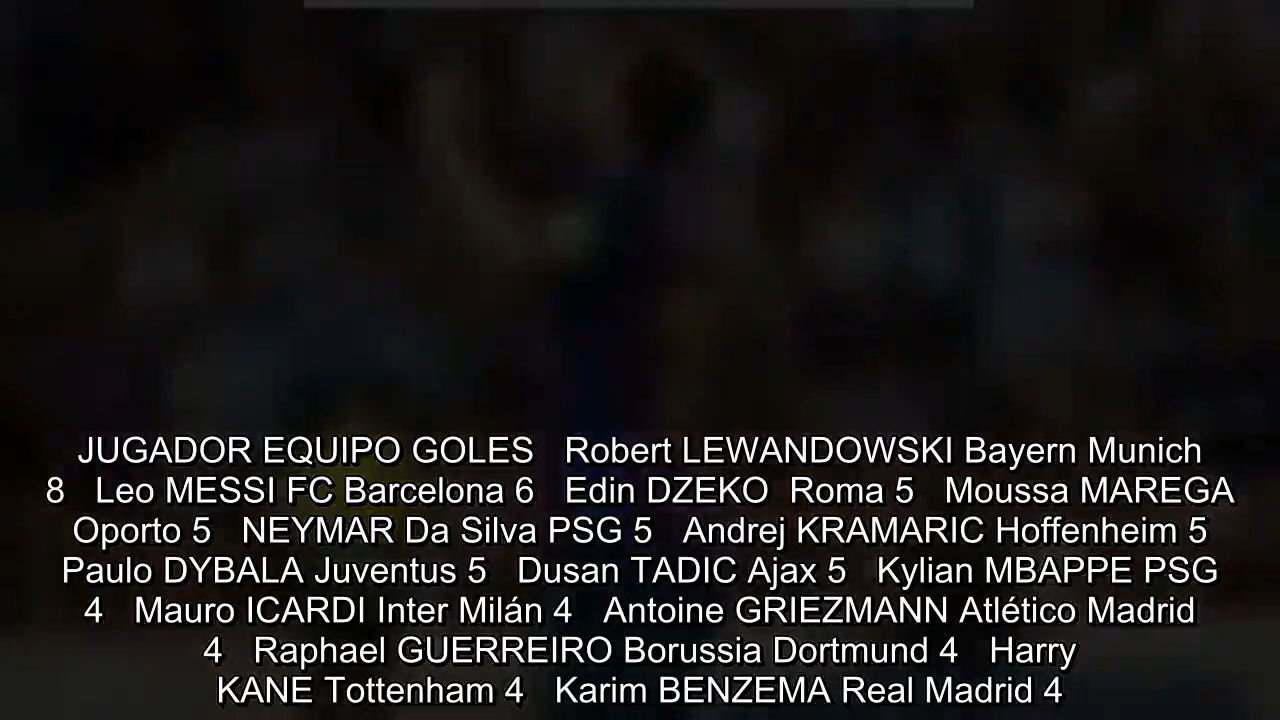 JUGADOR EQUIPO GOLES   Robert LEWANDOWSKI Bayern Munich
8   Leo MESSI FC Barcelona 6   Edin DZEKO  Roma 5   Moussa MAREGA
Oporto 5   NEYMAR Da Silva PSG 5   Andrej KRAMARIC Hoffenheim 5
Paulo DYBALA Juventus 5   Dusan TADIC Ajax 5   Kylian MBAPPE PSG
4   Mauro ICARDI Inter Milán 4   Antoine GRIEZMANN Atlético Madrid
4   Raphael GUERREIRO Borussia Dortmund 4   Harry
KANE Tottenham 4   Karim BENZEMA Real Madrid 4